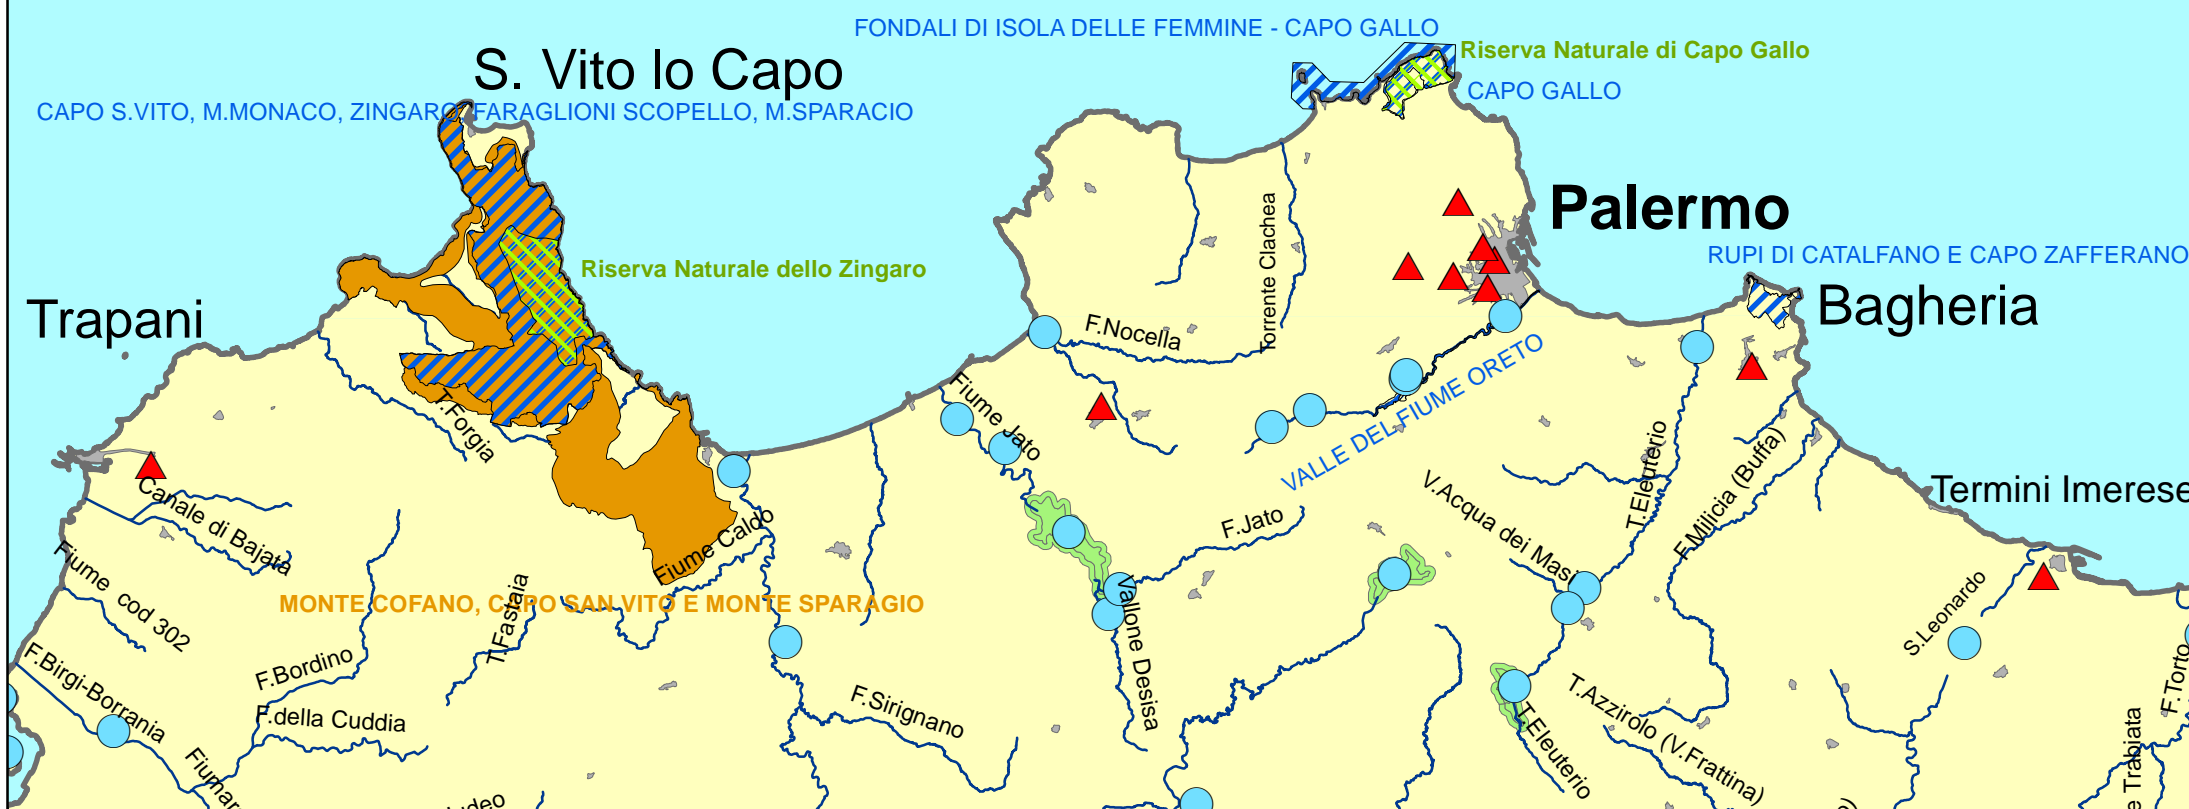 FONDALI DI ISOLA DELLE FEMMINE - CAPO GALLO
Riserva Naturale di Capo Gallo
S. Vito lo Capo
CAPO GALLO
CAPO S.VITO, M.MONACO, ZINGARO, FARAGLIONI SCOPELLO, M.SPARACIO
Palermo
RUPI DI CATALFANO E CAPO ZAFFERANO
Riserva Naturale dello Zingaro
Torrente Clachea
Trapani
Bagheria
F.Nocella
VALLE DEL FIUME ORETO
Fiume Jato
T.Forgia
T.Eleuterio
F.Milicia (Buffa)
Termini Imerese
Canale di Bajata
V.Acqua dei Masi
F.Jato
Fiume Caldo
Fiume cod 302
MONTE COFANO, CAPO SAN VITO E MONTE SPARAGIO
T.Fastaia
Vallone Desisa
S.Leonardo
F.Bordino
F.Birgi-Borrania
F.Torto
F.Sirignano
F.della Cuddia
T.Azzirolo (V.Frattina)
T.Eleuterio